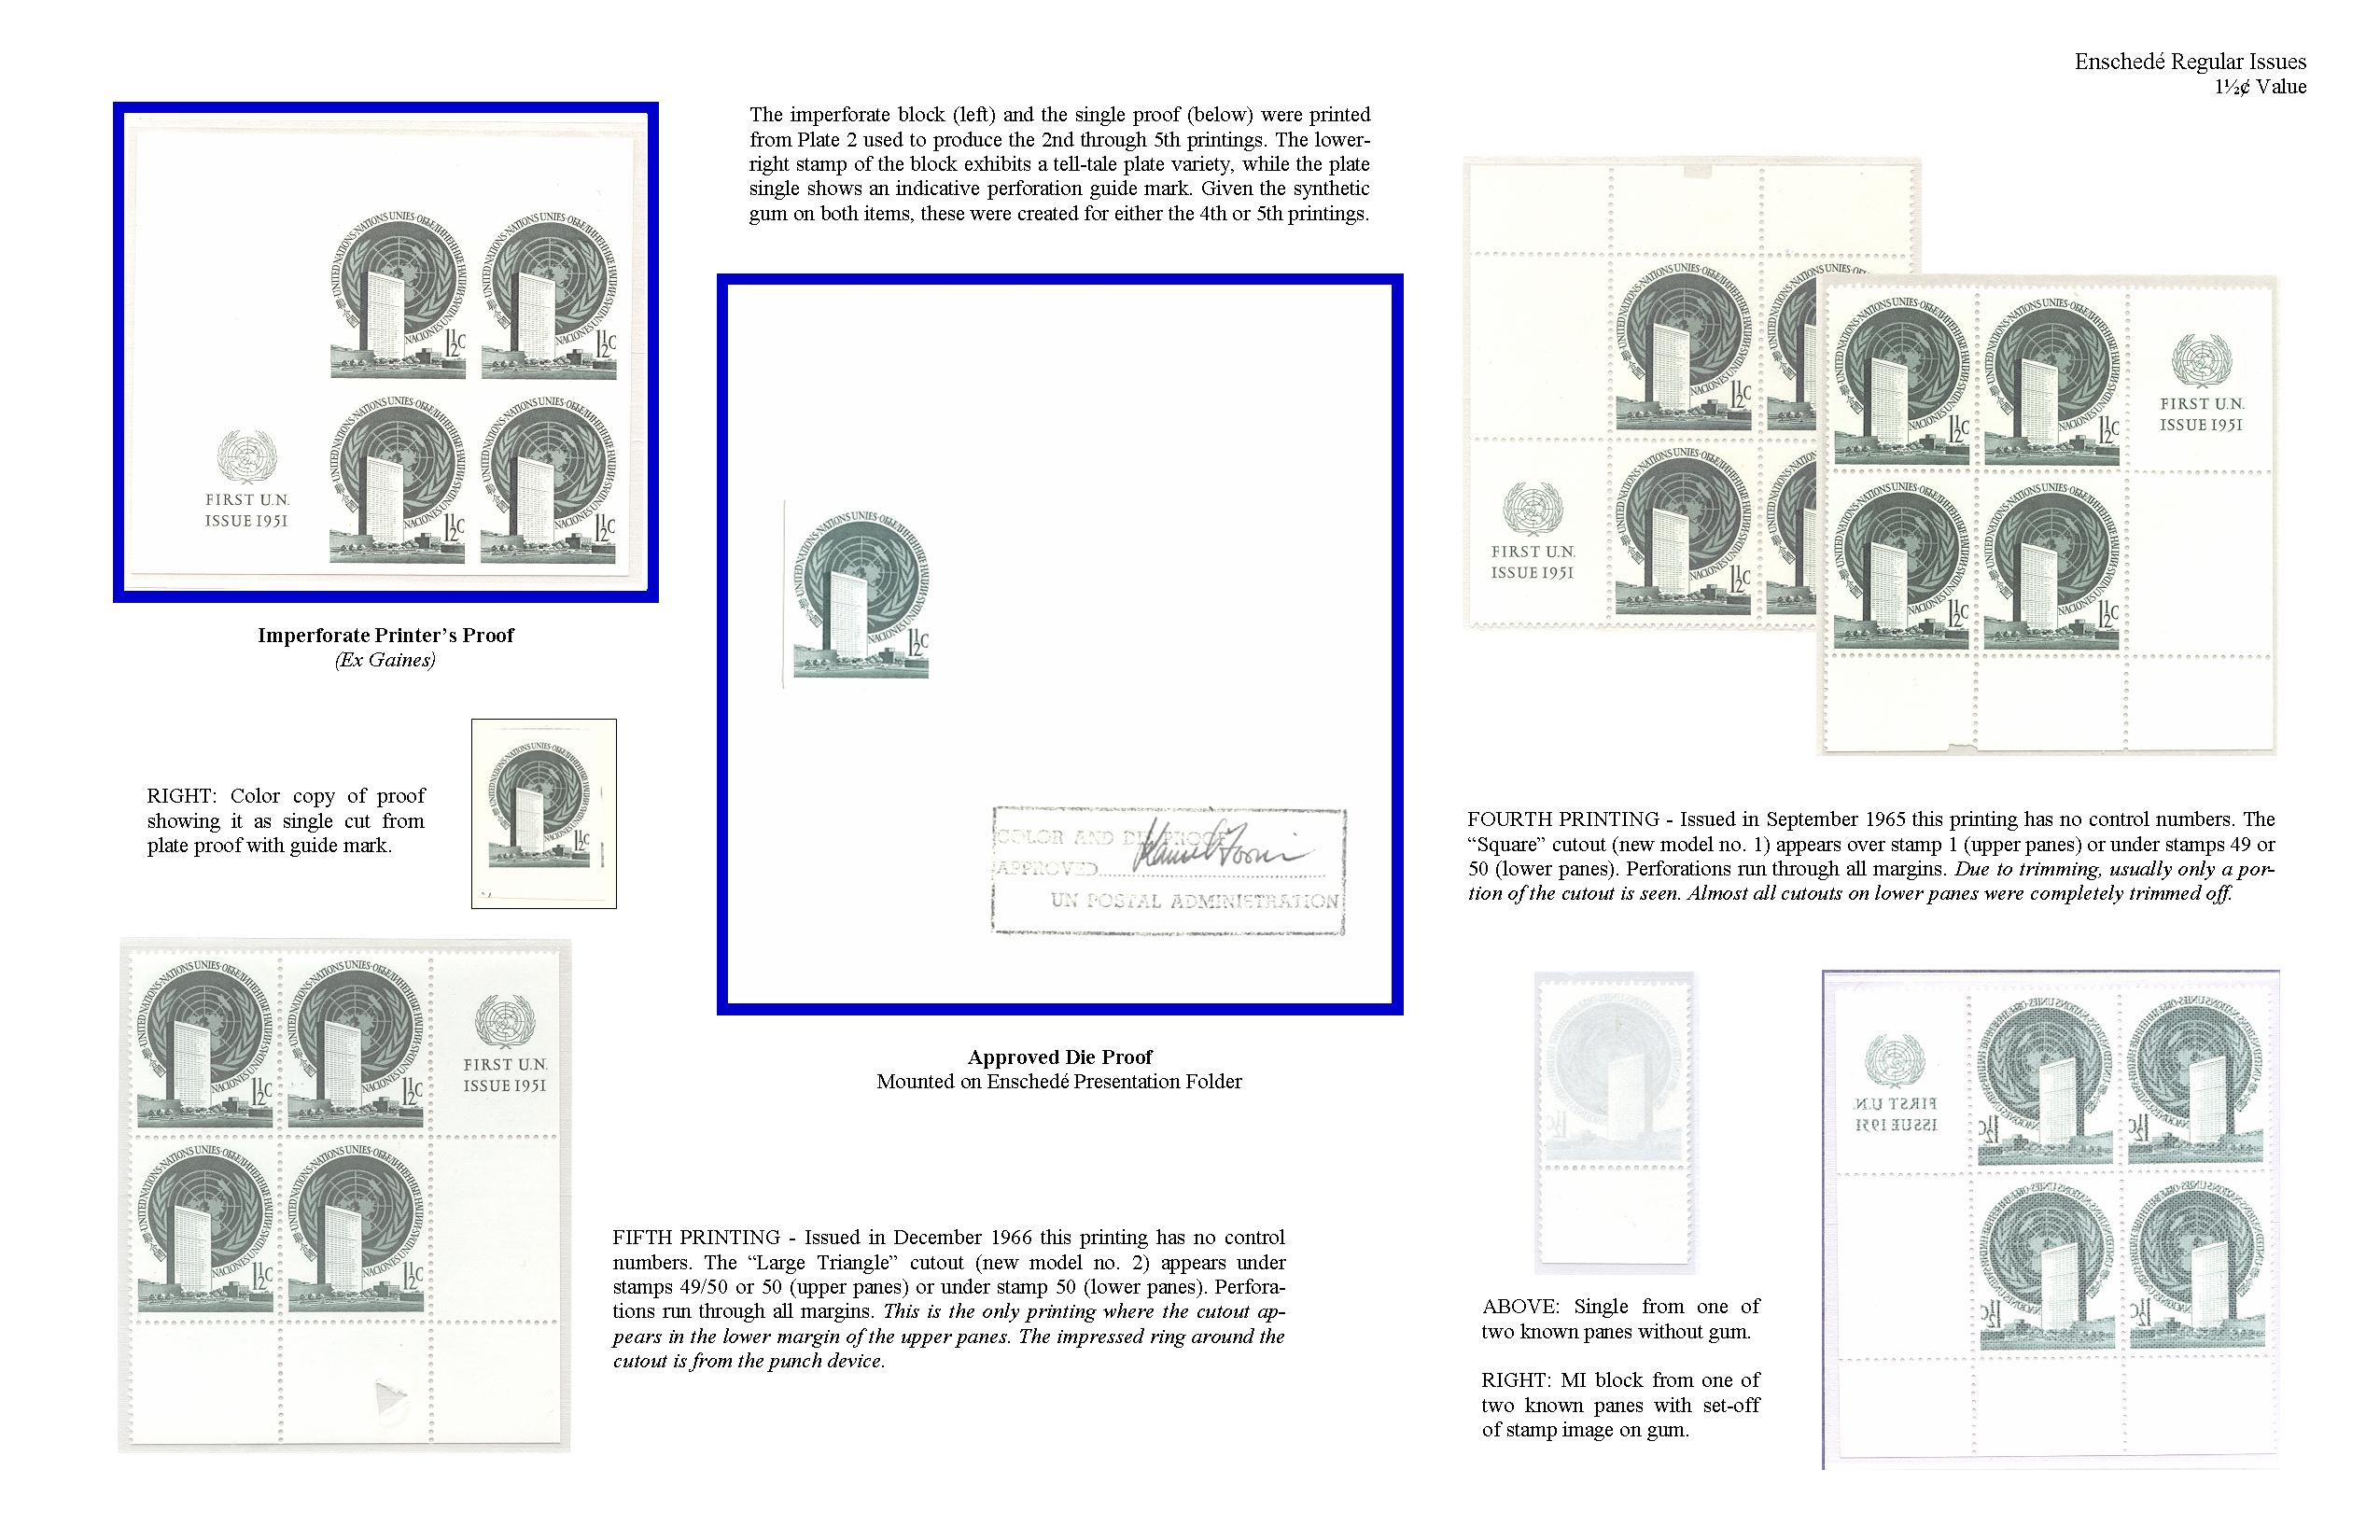 Enschedé Regular Issues
1½¢ Value
The imperforate block (left) and the single proof (below) were printed
from Plate 2 used to produce the 2nd through 5th printings. The lower-
right stamp of the block exhibits a tell-tale plate variety, while the plate
single shows an indicative perforation guide mark. Given the synthetic
gum on both items, these were created for either the 4th or 5th printings.
FIRST U.N.
ISSUE 1951
Imperforate Printer's Proof
(Ex Gaines)
RIGHT: Color copy of proof
showing it as single cut from
plate proof with guide mark.
COLOR AND DIE PROOF
APPROVED
UN POSTAL ADMINISTRATION
Approved Die Proof
Mounted on Enschedé Presentation Folder
FIRST U.N.
ISSUE 1951
FIRST U.N.
ISSUE 1951
FOURTH PRINTING - Issued in September 1965 this printing has no control numbers. The
“Square” cutout (new model no. 1) appears over stamp 1 (upper panes) or under stamps 49 or
50 (lower panes). Perforations run through all margins. Due to trimming, usually only a por-
tion of the cutout is seen. Almost all cutouts on lower panes were completely trimmed off.
FIRST U.N.
ISSUE 1951
FIFTH PRINTING - Issued in December 1966 this printing has no control
numbers. The “Large Triangle” cutout (new model no. 2) appears under
stamps 49/50 or 50 (upper panes) or under stamp 50 (lower panes). Perfora-
tions run through all margins. This is the only printing where the cutout ap-
pears in the lower margin of the upper panes. The impressed ring around the
cutout is from the punch device.
ABOVE: Single from one of
two known panes without gum.
RIGHT: MI block from one of
two known panes with set-off
of stamp image on gum.
FIRST U.N.
ISSUE 1951